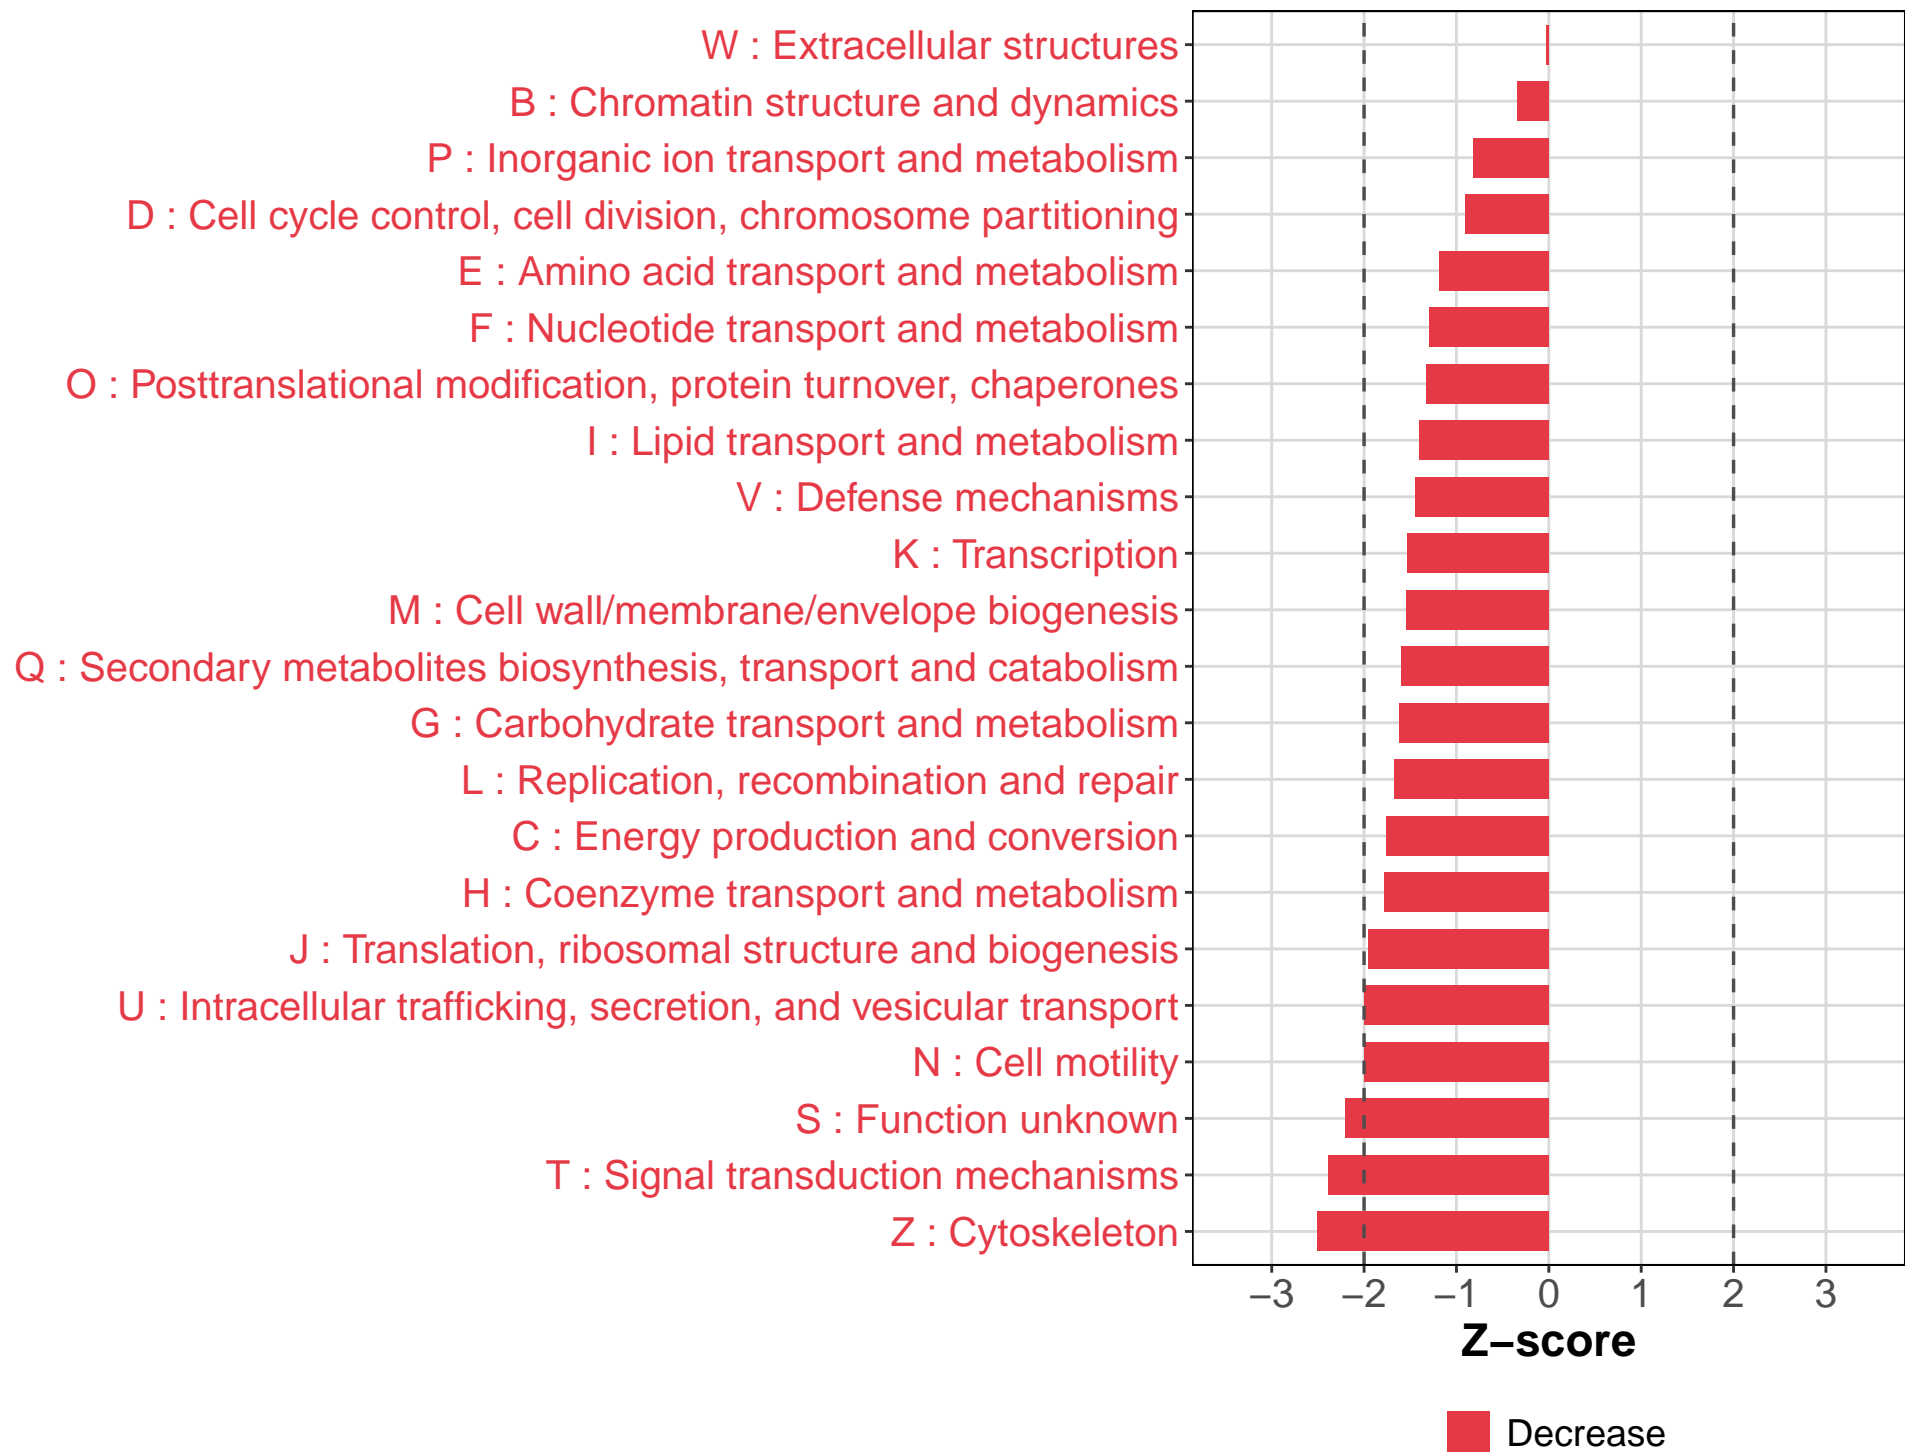 W : Extracellular structures
B : Chromatin structure and dynamics
P : Inorganic ion transport and metabolism
D : Cell cycle control, cell division, chromosome partitioning
E : Amino acid transport and metabolism
F : Nucleotide transport and metabolism
O : Posttranslational modification, protein turnover, chaperones
I : Lipid transport and metabolism
V : Defense mechanisms
K : Transcription
M : Cell wall/membrane/envelope biogenesis
Q : Secondary metabolites biosynthesis, transport and catabolism
G : Carbohydrate transport and metabolism
L : Replication, recombination and repair
C : Energy production and conversion
H : Coenzyme transport and metabolism
J : Translation, ribosomal structure and biogenesis
U : Intracellular trafficking, secretion, and vesicular transport
N : Cell motility
S : Function unknown
T : Signal transduction mechanisms
Z : Cytoskeleton
−3 −2 −1 0 1 2 3
Z−score
Decrease